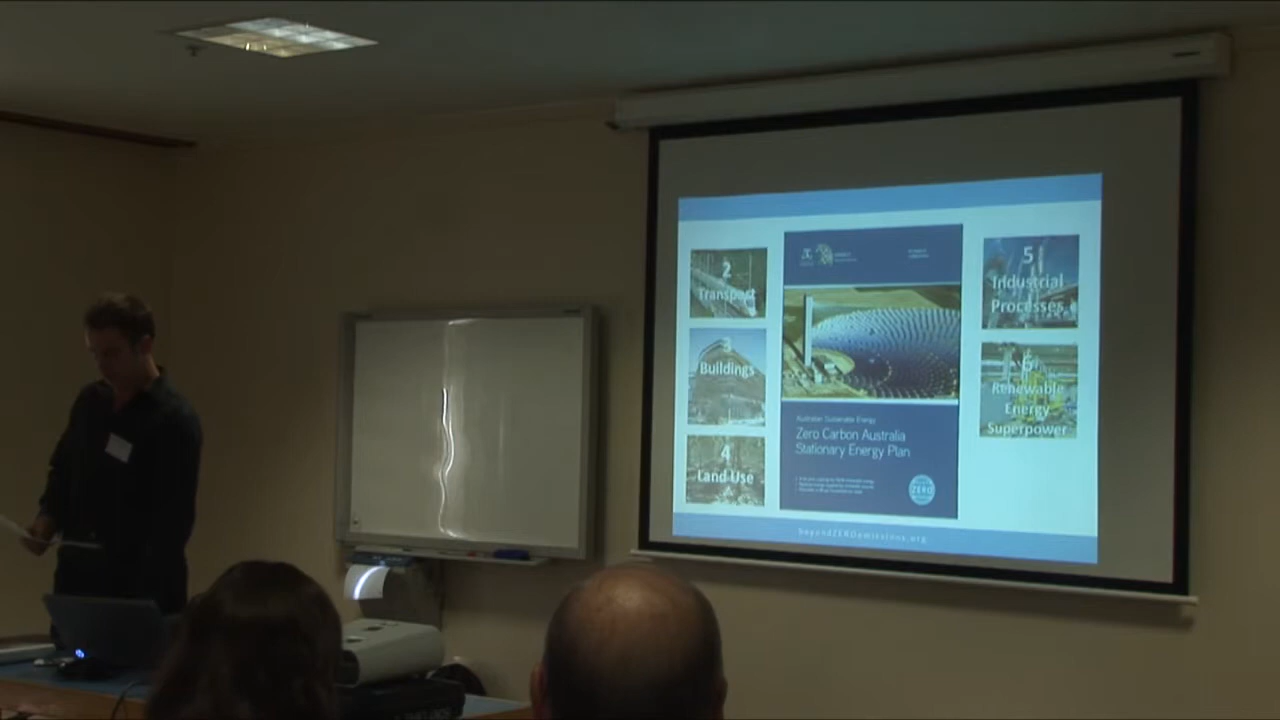 2
Transport
Buildings
4
Land Use
Australian Sustainable Energy
Zero Carbon Australia
Stationary Energy Plan
ZERO
5
Industrial
Processes
6
Renewable
Energy
Superpower
beyondZEROemissions.org